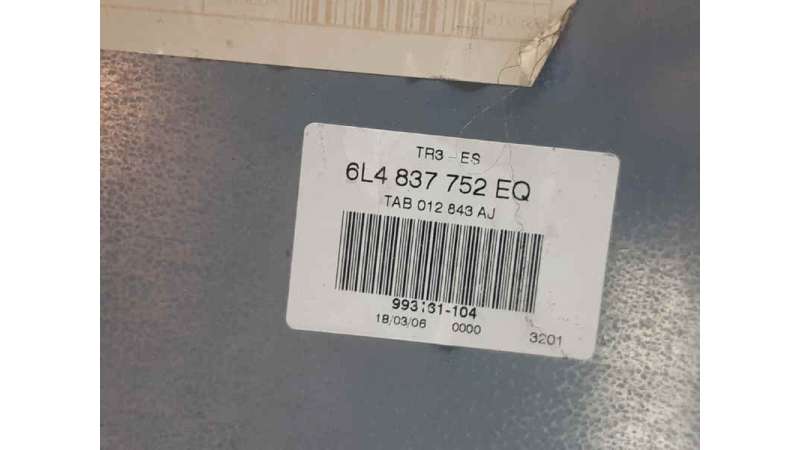 TR3-ES
6L4 837 752 EQ
TAB 012 843 AJ
993161-104
18/03/06 0000 3201